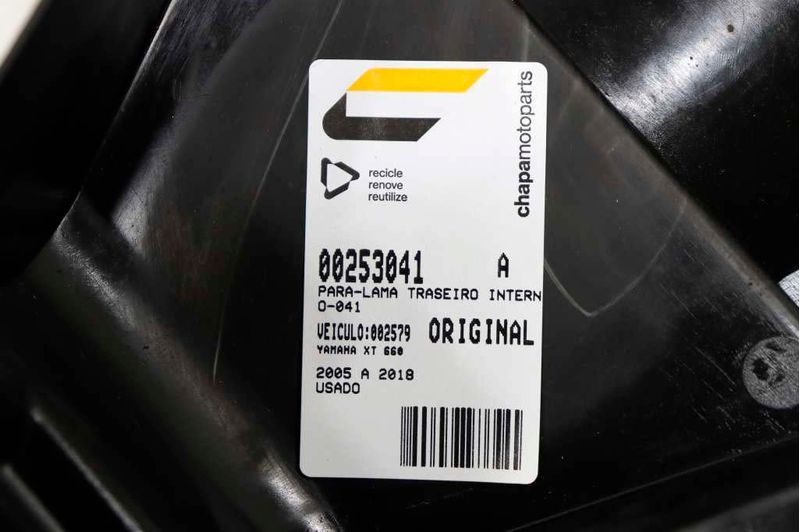 chapamotoparts
recicle
renove
reutilize
00253041 A
PARA-LAMA TRASEIRO INTERN
O-041
VEICULO:002579 ORIGINAL
YAMAHA XT 660
2005 A 2018
USADO